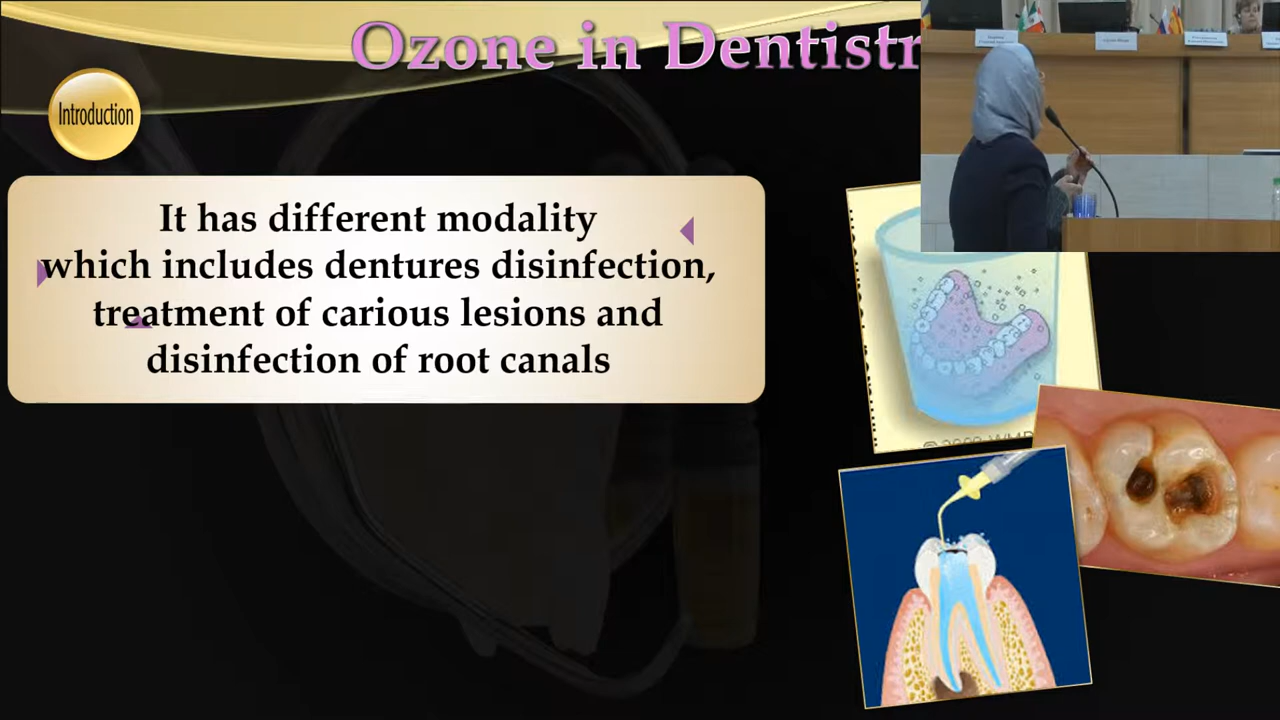 Ozone in Dentistr
Introduction
It has different modality
which includes dentures disinfection,
treatment of carious lesions and
disinfection of root canals